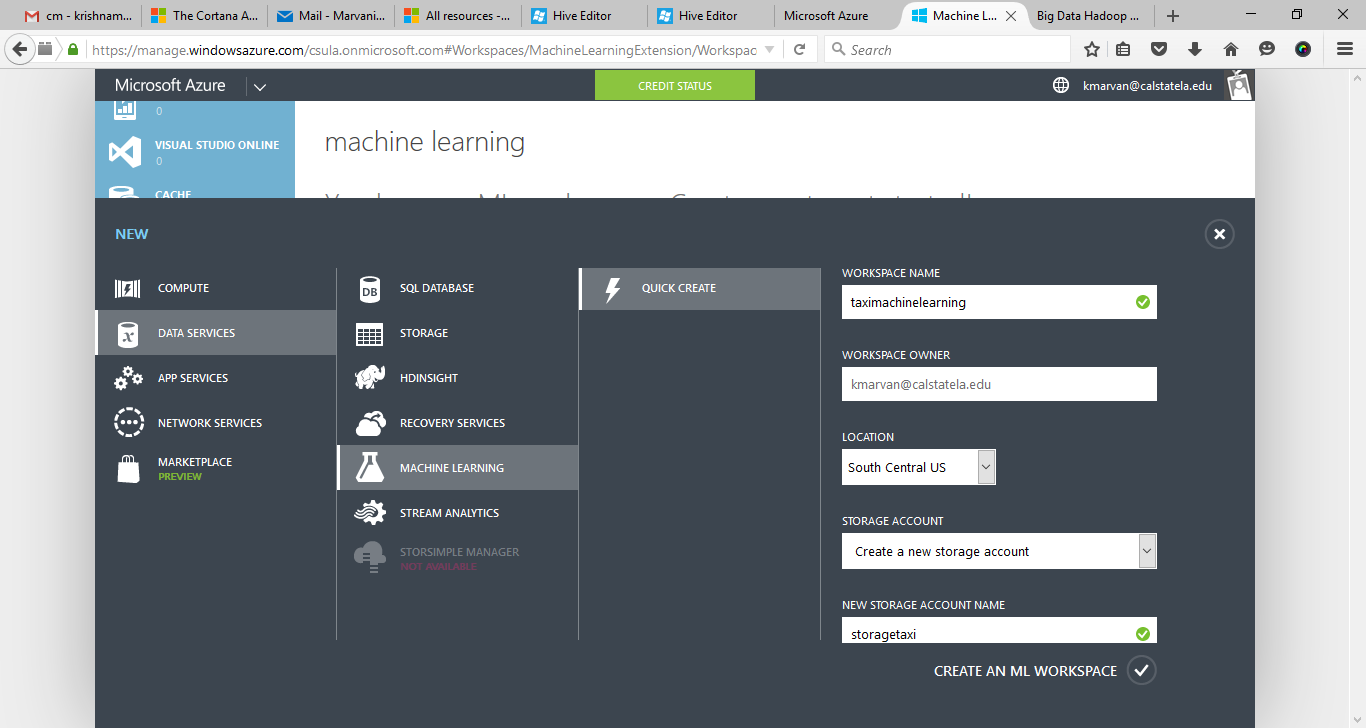 cm - krishnam...
The Cortana A...
Mail - Marvani...
All resources -...
Hive Editor
Hive Editor
Microsoft Azure
Machine L...
Big Data Hadoop ...
https://manage.windowsazure.com/csula.onmicrosoft.com#Workspaces/MachineLearningExtension/Workspac
Search
Microsoft Azure
CREDIT STATUS
kmarvan@calstatela.edu
0
VISUAL STUDIO ONLINE
0
CACHE
machine learning
NEW
COMPUTE
DATA SERVICES
APP SERVICES
NETWORK SERVICES
MARKETPLACE
PREVIEW
SQL DATABASE
DB
STORAGE
HDINSIGHT
RECOVERY SERVICES
MACHINE LEARNING
STREAM ANALYTICS
STORSIMPLE MANAGER
NOT AVAILABLE
QUICK CREATE
WORKSPACE NAME
taximachinelearning
WORKSPACE OWNER
kmarvan@calstatela.edu
LOCATION
South Central US
STORAGE ACCOUNT
Create a new storage account
NEW STORAGE ACCOUNT NAME
storagetaxi
CREATE AN ML WORKSPACE